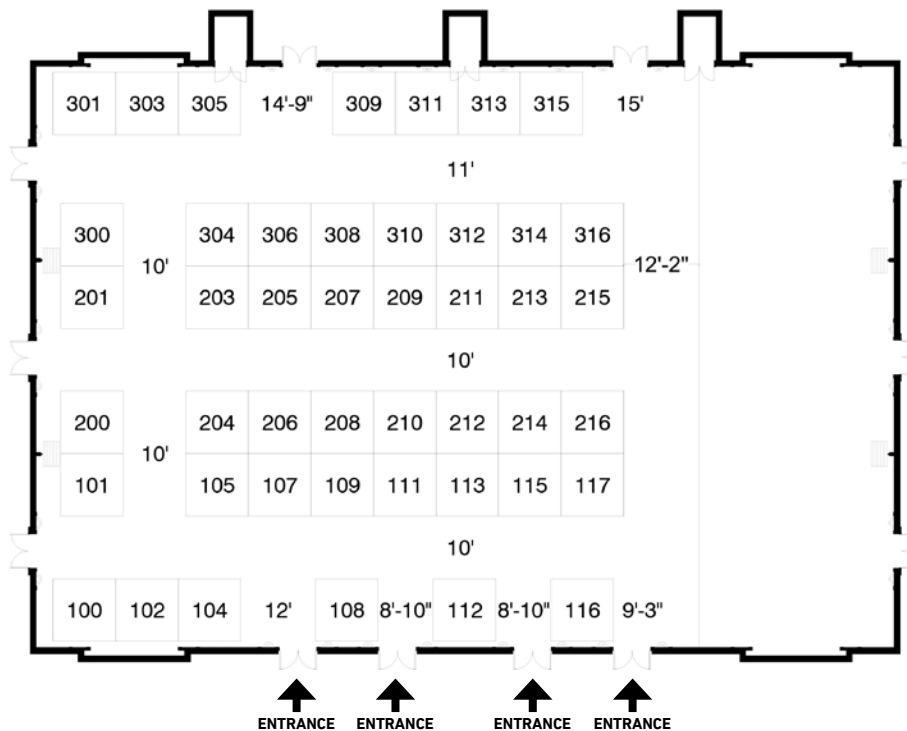 301 303 305 14'-9" 309 311 313 315 15'
11'
300 304 306 308 310 312 314 316
10' 12'-2"
201 203 205 207 209 211 213 215
10'
200 204 206 208 210 212 214 216
10'
101 105 107 109 111 113 115 117
10'
100 102 104 12' 108 8'-10" 112 8'-10" 116 9'-3"
ENTRANCE ENTRANCE ENTRANCE ENTRANCE